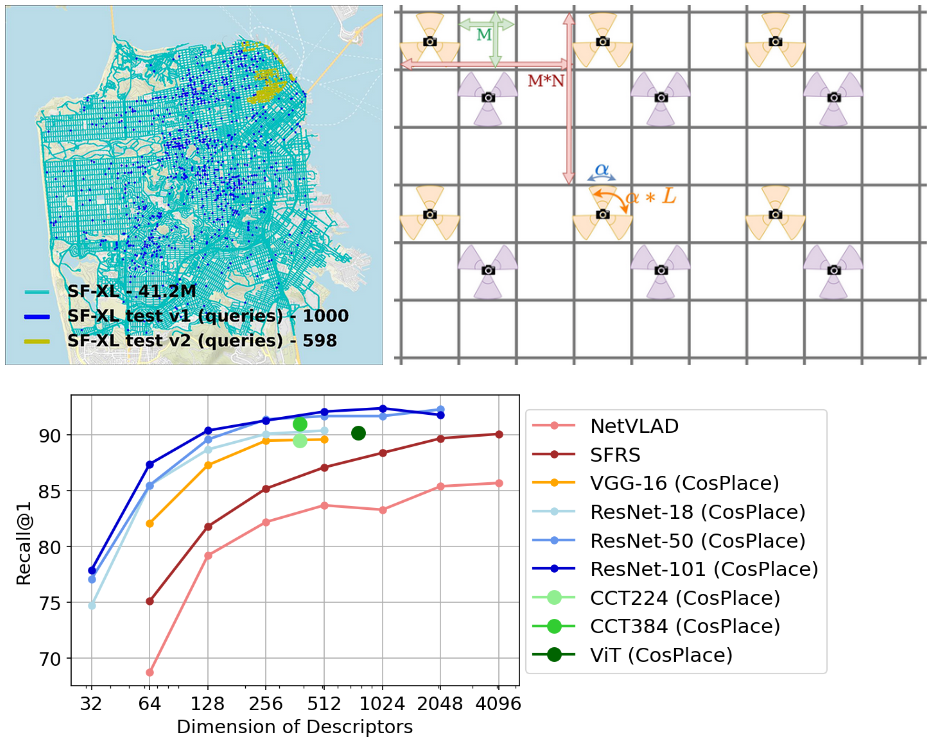 SF-XL - 41.2M
SF-XL test v1 (queries) - 1000
SF-XL test v2 (queries) - 598
M
M*N
α
α * L
Recall@1
90
85
80
75
70
32 64 128 256 512 1024 2048 4096
Dimension of Descriptors
NetVLAD
SFRS
VGG-16 (CosPlace)
ResNet-18 (CosPlace)
ResNet-50 (CosPlace)
ResNet-101 (CosPlace)
CCT224 (CosPlace)
CCT384 (CosPlace)
ViT (CosPlace)